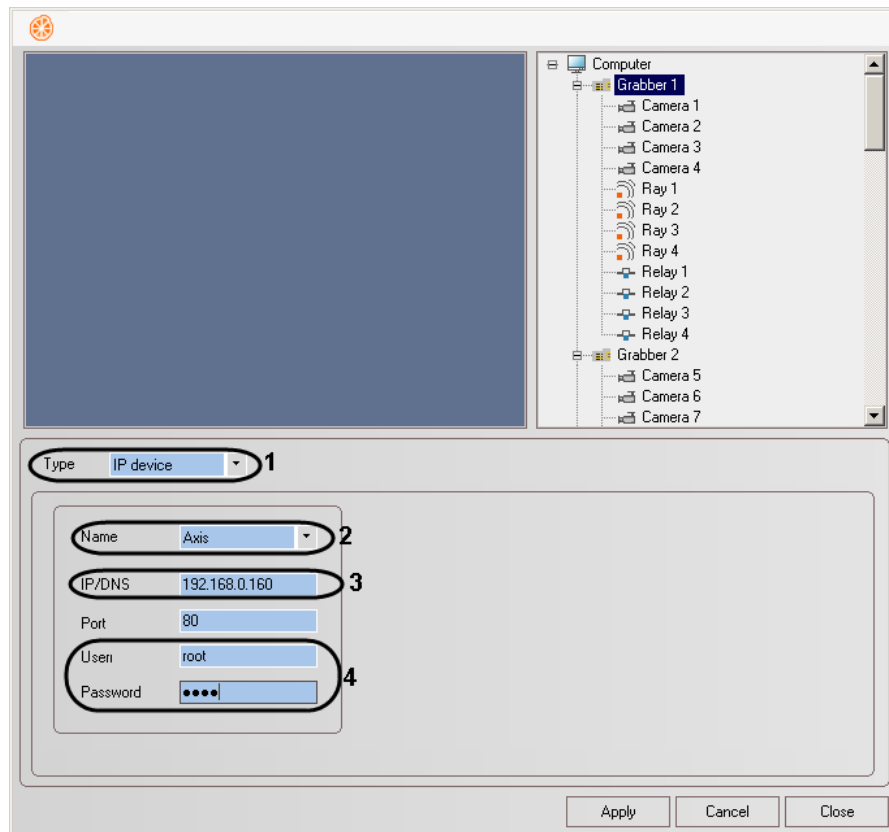 Computer
Grabber 1
Camera 1
Camera 2
Camera 3
Camera 4
Ray 1
Ray 2
Ray 3
Ray 4
Relay 1
Relay 2
Relay 3
Relay 4
Grabber 2
Camera 5
Camera 6
Camera 7
Type IP device 1
Name Axis 2
IP/DNS 192.168.0.160 3
Port 80
User root
Password ●●●● 4
Apply Cancel Close